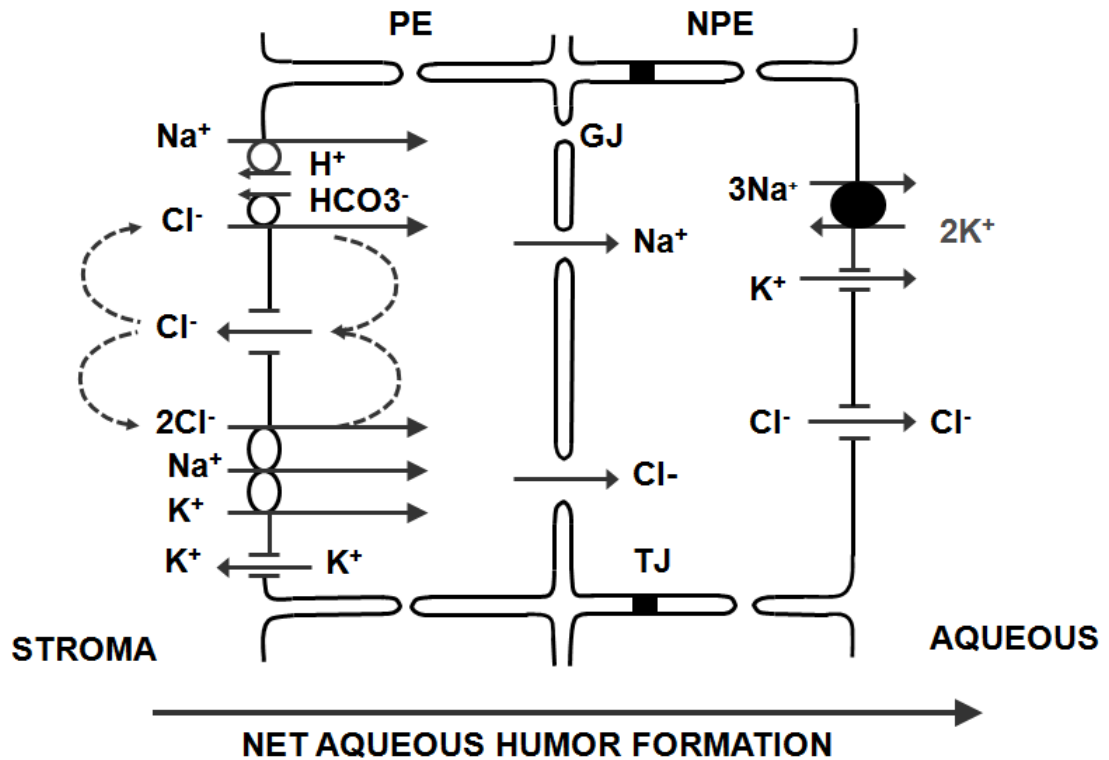 PE NPE
Na⁺ GJ
H⁺
HCO3⁻ 3Na⁺
Cl⁻ 2K⁺
Na⁺
K⁺
Cl⁻
2Cl⁻ Cl⁻ Cl⁻
Na⁺ Cl-
K⁺
K⁺ K⁺ TJ
STROMA AQUEOUS
NET AQUEOUS HUMOR FORMATION